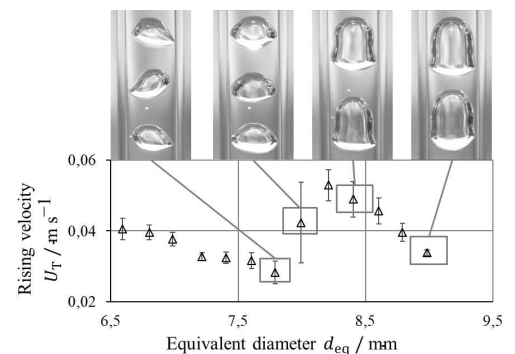 0,06
0,04
0,02
Rising velocity
U_T / m s⁻¹
6,5 7,5 8,5 9,5
Equivalent diameter d_eq / mm